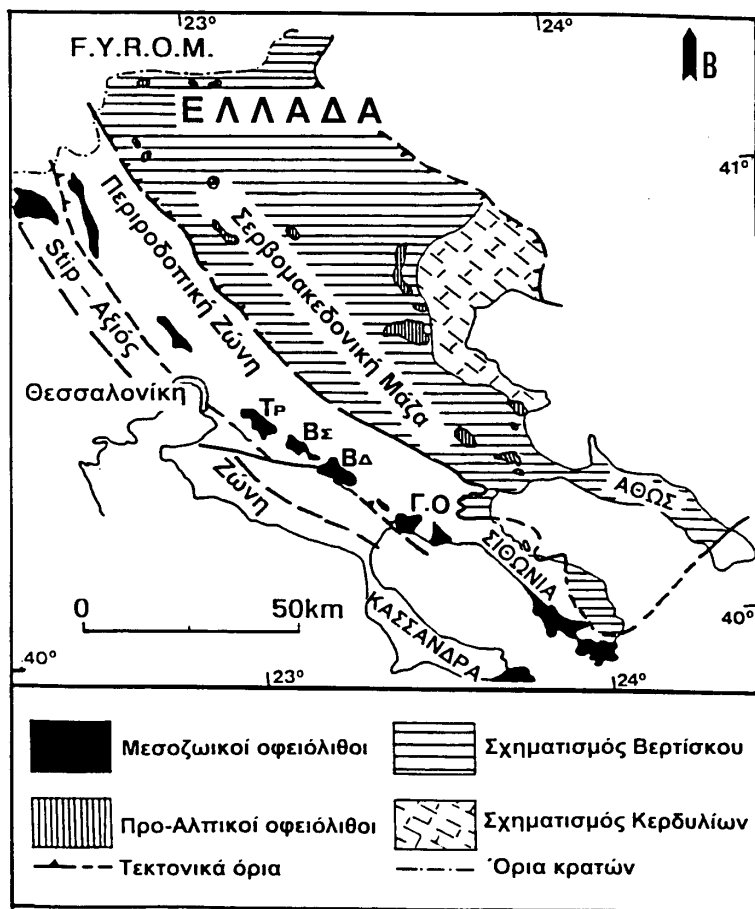 23° 24°
F.Y.R.O.M.
Β
ΕΛΛΑΔΑ
41°
Περιροδοπική Ζώνη
Σερβομακεδονική Μάζα
Stip - Αξιός
Θεσσαλονίκη
Τρ
Βς
ΒΔ
Ζώνη
Γ.Ο
ΑΘΩΣ
ΣΙΘΩΝΙΑ
ΚΑΣΣΑΝΔΡΑ
0 50km
40°
40°
23° 24°
Μεσοζωικοί οφειόλιθοι
Σχηματισμός Βερτίσκου
Προ-Αλπικοί οφειόλιθοι
Σχηματισμός Κερδυλίων
Τεκτονικά όρια
Όρια κρατών